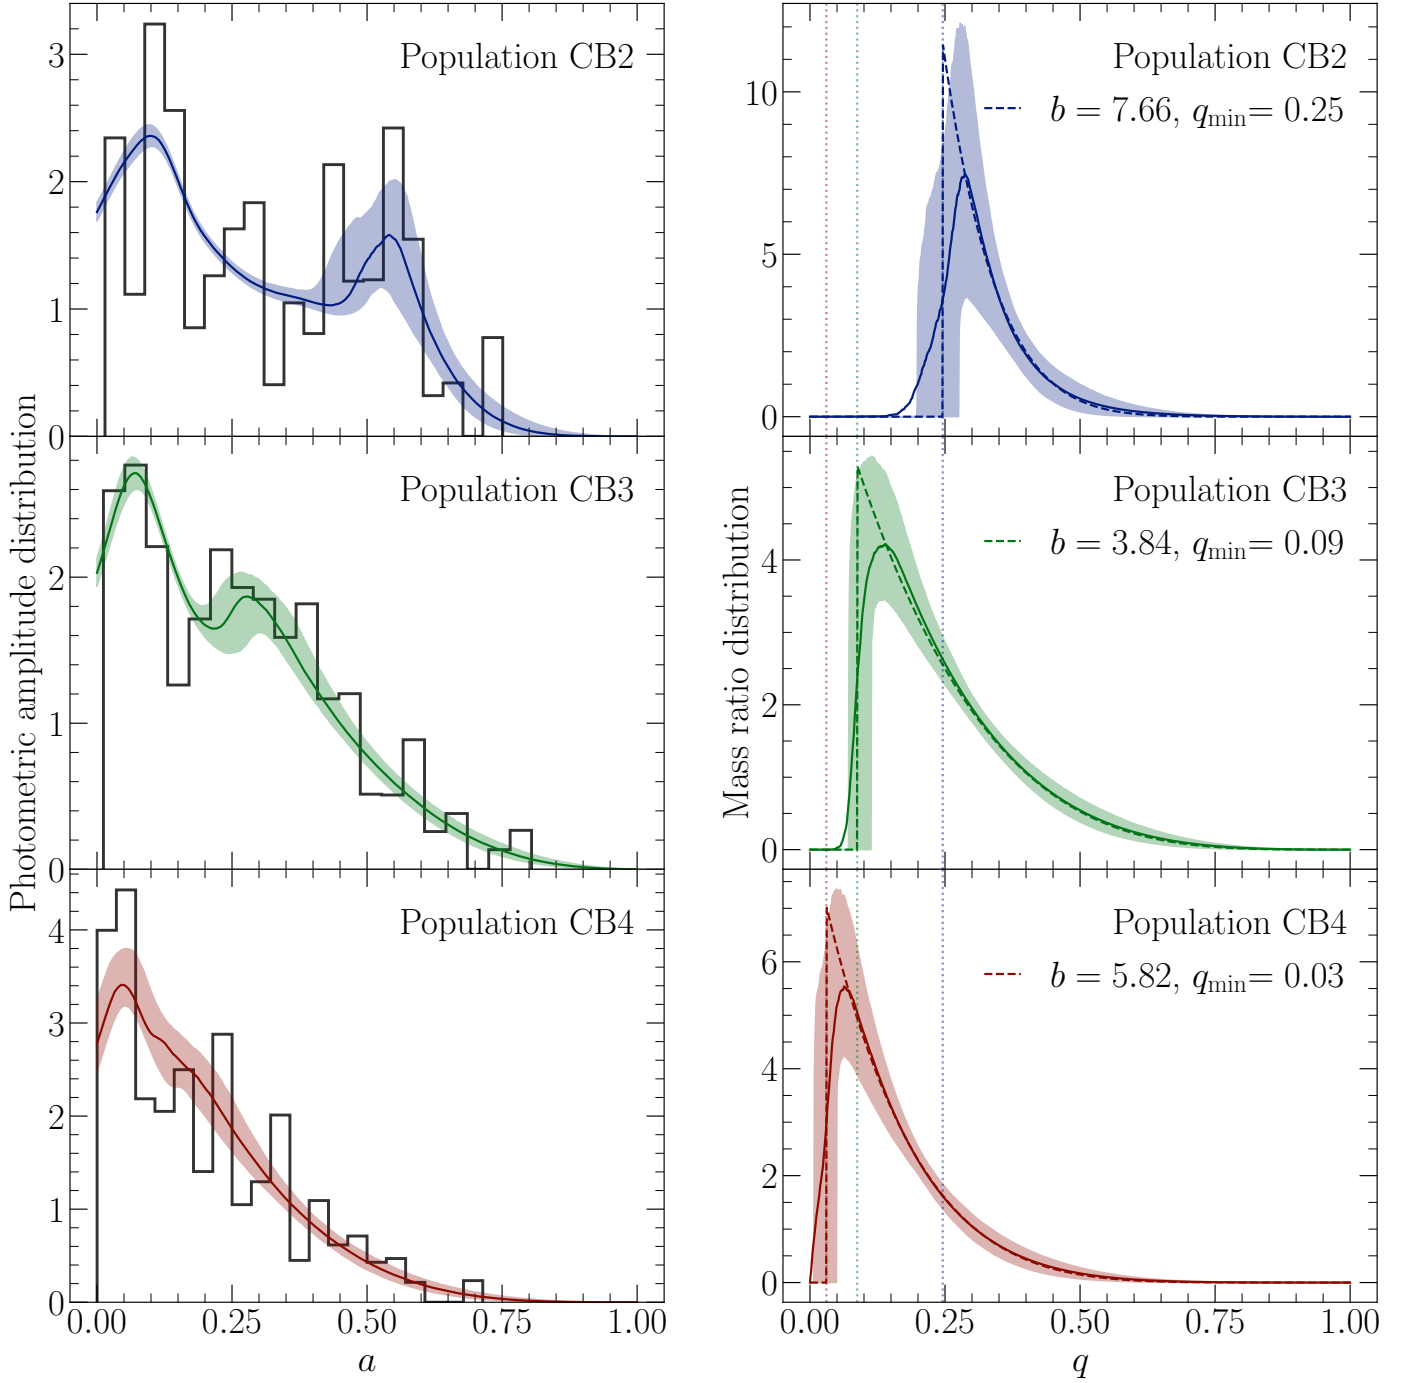 Photometric amplitude distribution
Population CB2
3
2
1
0
Population CB3
2
1
0
Population CB4
4
3
2
1
0
0.00 0.25 0.50 0.75 1.00
a
Mass ratio distribution
Population CB2
b = 7.66, qmin= 0.25
10
5
0
Population CB3
b = 3.84, qmin= 0.09
4
2
0
Population CB4
b = 5.82, qmin= 0.03
6
4
2
0
0.00 0.25 0.50 0.75 1.00
q